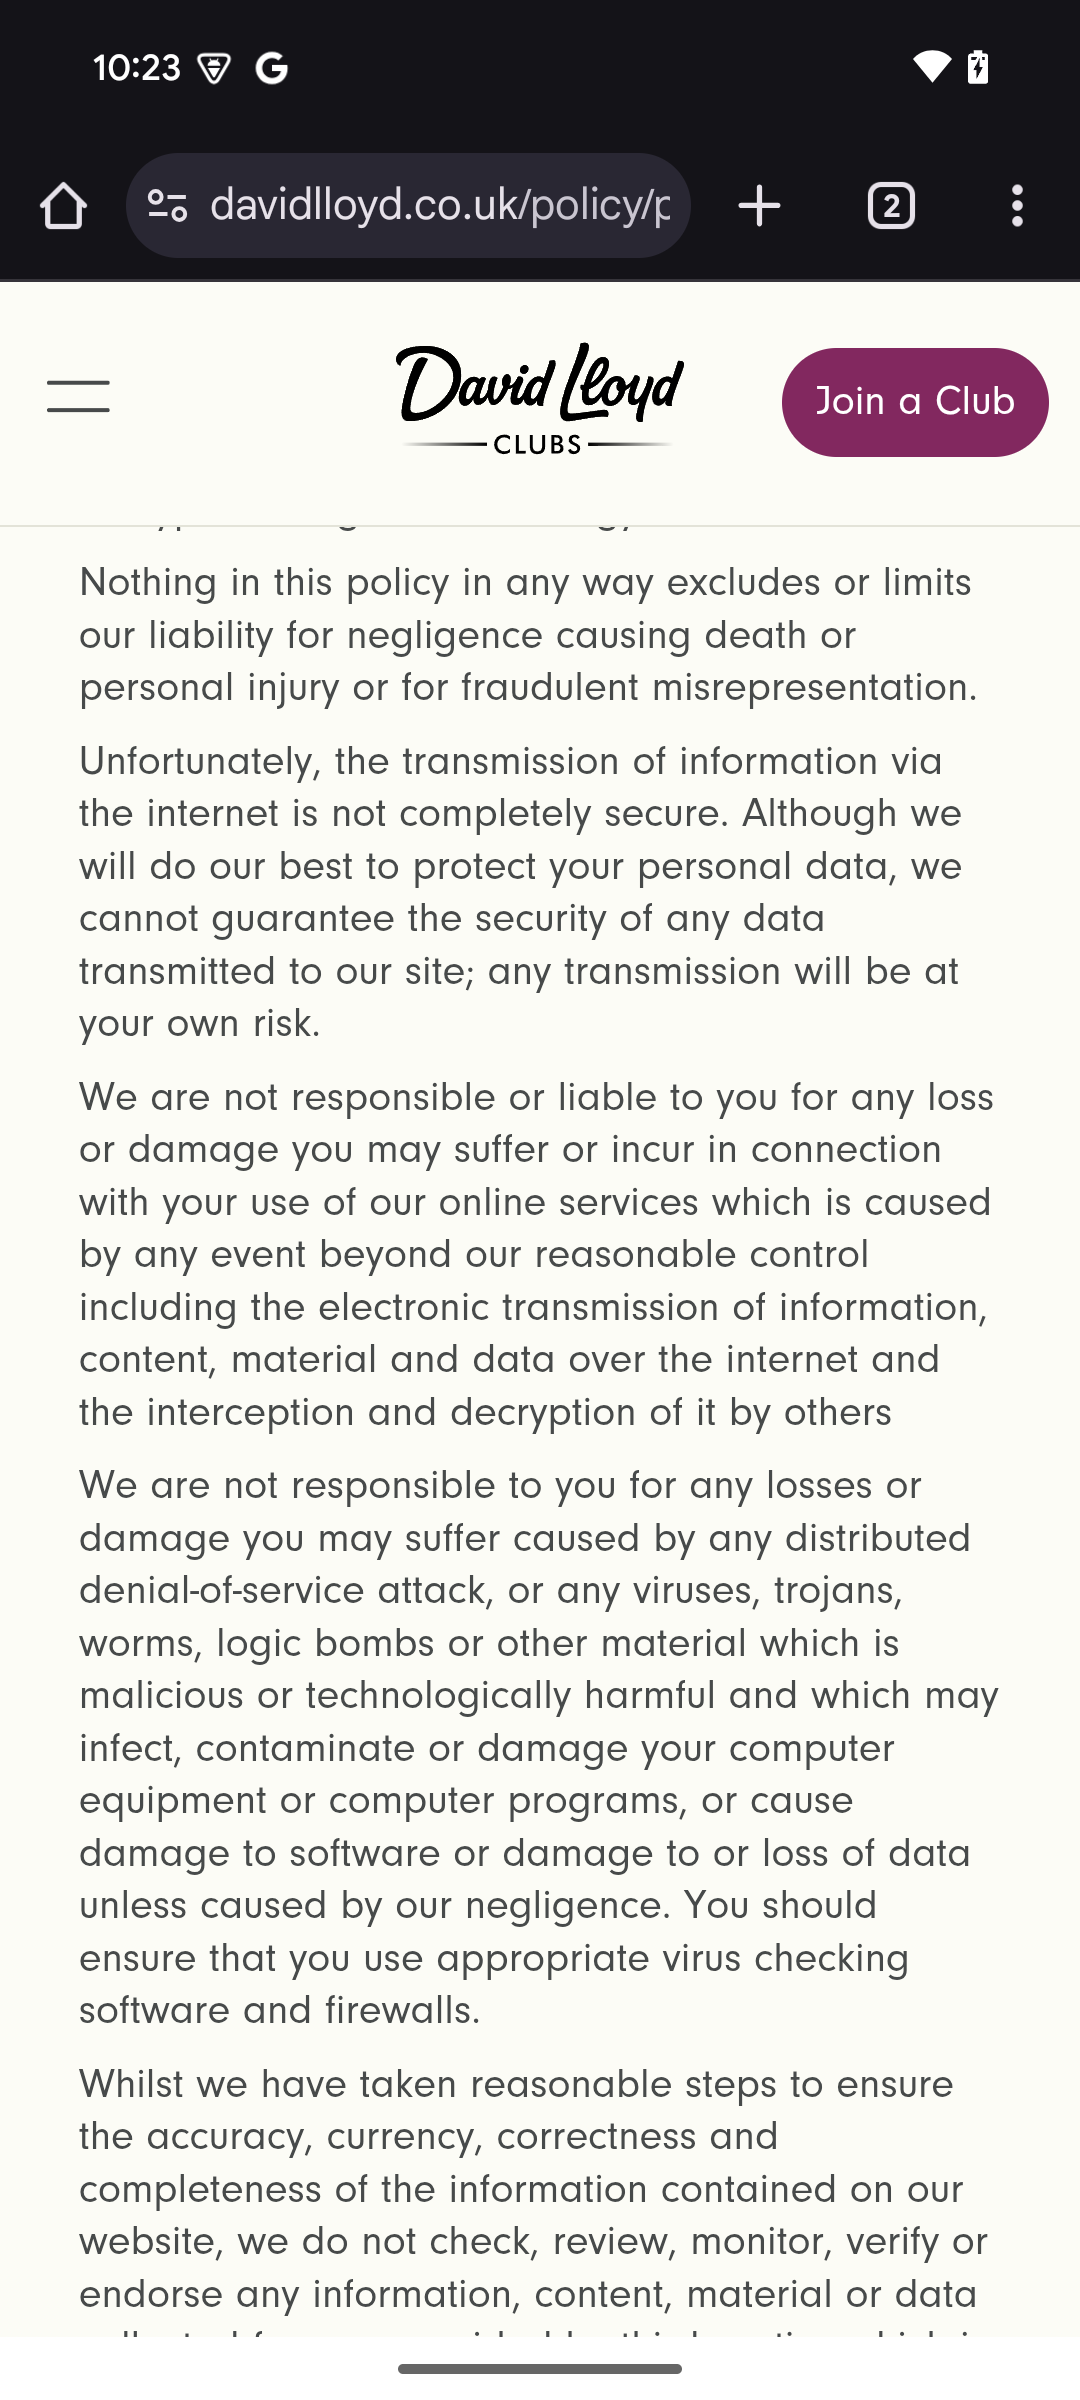 10:23
davidlloyd.co.uk/policy/p
2
David Lloyd
CLUBS
Join a Club
Nothing in this policy in any way excludes or limits
our liability for negligence causing death or
personal injury or for fraudulent misrepresentation.
Unfortunately, the transmission of information via
the internet is not completely secure. Although we
will do our best to protect your personal data, we
cannot guarantee the security of any data
transmitted to our site; any transmission will be at
your own risk.
We are not responsible or liable to you for any loss
or damage you may suffer or incur in connection
with your use of our online services which is caused
by any event beyond our reasonable control
including the electronic transmission of information,
content, material and data over the internet and
the interception and decryption of it by others
We are not responsible to you for any losses or
damage you may suffer caused by any distributed
denial-of-service attack, or any viruses, trojans,
worms, logic bombs or other material which is
malicious or technologically harmful and which may
infect, contaminate or damage your computer
equipment or computer programs, or cause
damage to software or damage to or loss of data
unless caused by our negligence. You should
ensure that you use appropriate virus checking
software and firewalls.
Whilst we have taken reasonable steps to ensure
the accuracy, currency, correctness and
completeness of the information contained on our
website, we do not check, review, monitor, verify or
endorse any information, content, material or data